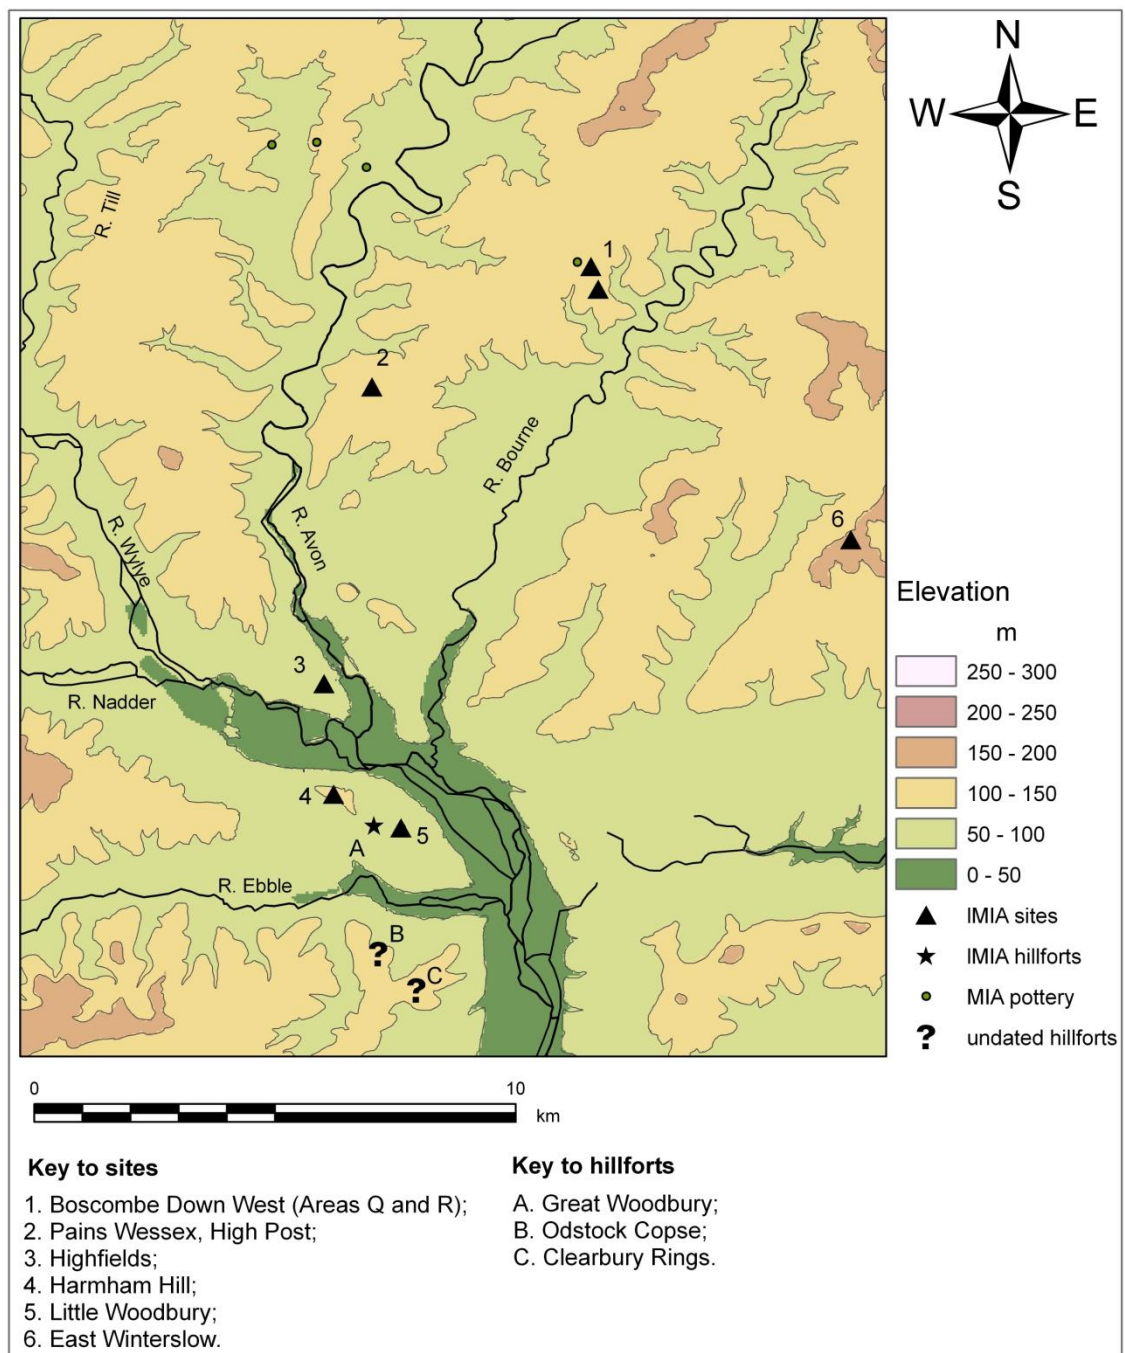 N
W E
S
R. Till
1
2
R. Bourne
R. Avon
6
R. Wylye
3
R. Nadder
4
5
A
R. Ebble
B
C
Elevation
m
250 - 300
200 - 250
150 - 200
100 - 150
50 - 100
0 - 50
IMIA sites
IMIA hillforts
MIA pottery
? undated hillforts
?
?
0 10
km
Key to sites
1. Boscombe Down West (Areas Q and R);
2. Pains Wessex, High Post;
3. Highfields;
4. Harmham Hill;
5. Little Woodbury;
6. East Winterslow.
Key to hillforts
A. Great Woodbury;
B. Odstock Copse;
C. Clearbury Rings.